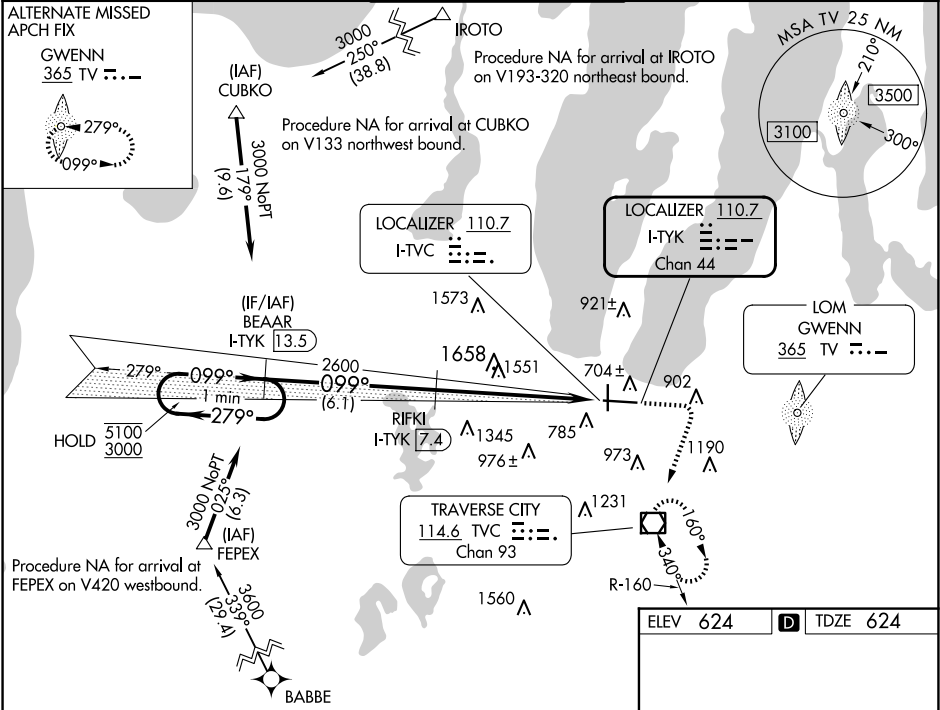 ALTERNATE MISSED
APCH FIX
GWENN
365 TV
279°
099°
3000
250°
(38.8)
IROTO
Procedure NA for arrival at IROTO
on V193-320 northeast bound.
MSA TV 25 NM
210°
3500
3100
300°
(IAF)
CUBKO
Procedure NA for arrival at CUBKO
on V133 northwest bound.
3000 NoPT
179°
(9.6)
LOCALIZER 110.7
I-TVC
LOCALIZER 110.7
I-TYK
Chan 44
1573
921±
(IF/IAF)
BEAAR
I-TYK 13.5
LOM
GWENN
365 TV
1658
1551
2600
704±
902
279°
099°
099°
1 min
(6.1)
279°
HOLD 5100
3000
RIFKI
I-TYK 7.4
1345
976±
785
973
1190
3000 NoPT
025°
(6.3)
(IAF)
FEPEX
TRAVERSE CITY
114.6 TVC
Chan 93
1231
160°
340°
R-160
Procedure NA for arrival at
FEPEX on V420 westbound.
3600
339°
(29.4)
1560
BABBE
ELEV 624 D TDZE 624